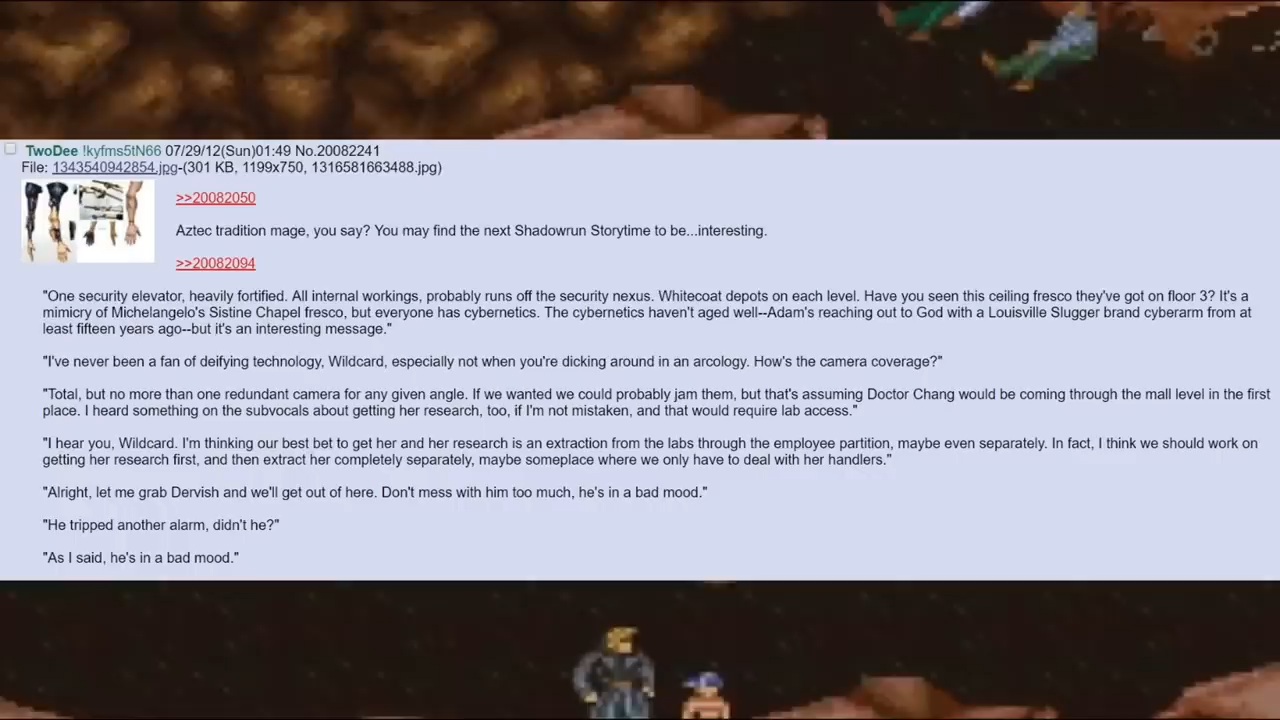 TwoDee !kyfms5tN66 07/29/12(Sun)01:49 No.20082241
File: 1343540942854.jpg-(301 KB, 1199x750, 1316581663488.jpg)
>>20082050
Aztec tradition mage, you say? You may find the next Shadowrun Storytime to be...interesting.
>>20082094
"One security elevator, heavily fortified. All internal workings, probably runs off the security nexus. Whitecoat depots on each level. Have you seen this ceiling fresco they've got on floor 3? It's a
mimicry of Michelangelo's Sistine Chapel fresco, but everyone has cybernetics. The cybernetics haven't aged well--Adam's reaching out to God with a Louisville Slugger brand cyberarm from at
least fifteen years ago--but it's an interesting message."
"I've never been a fan of deifying technology, Wildcard, especially not when you're dicking around in an arcology. How's the camera coverage?"
"Total, but no more than one redundant camera for any given angle. If we wanted we could probably jam them, but that's assuming Doctor Chang would be coming through the mall level in the first
place. I heard something on the subvocals about getting her research, too, if I'm not mistaken, and that would require lab access."
"I hear you, Wildcard. I'm thinking our best bet to get her and her research is an extraction from the labs through the employee partition, maybe even separately. In fact, I think we should work on
getting her research first, and then extract her completely separately, maybe someplace where we only have to deal with her handlers."
"Alright, let me grab Dervish and we'll get out of here. Don't mess with him too much, he's in a bad mood."
"He tripped another alarm, didn't he?"
"As I said, he's in a bad mood."